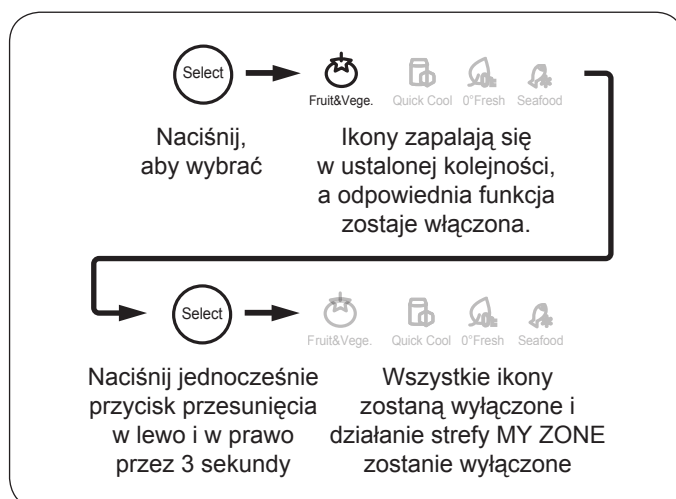 Select
Fruit&Vege. Quick Cool 0°Fresh Seafood
Naciśnij,
aby wybrać
Ikony zapalają się
w ustalonej kolejności,
a odpowiednia funkcja
zostaje włączona.
Select
Fruit&Vege. Quick Cool 0°Fresh Seafood
Naciśnij jednocześnie
przycisk przesunięcia
w lewo i w prawo
przez 3 sekundy
Wszystkie ikony
zostaną wyłączone i
działanie strefy MY ZONE
zostanie wyłączone